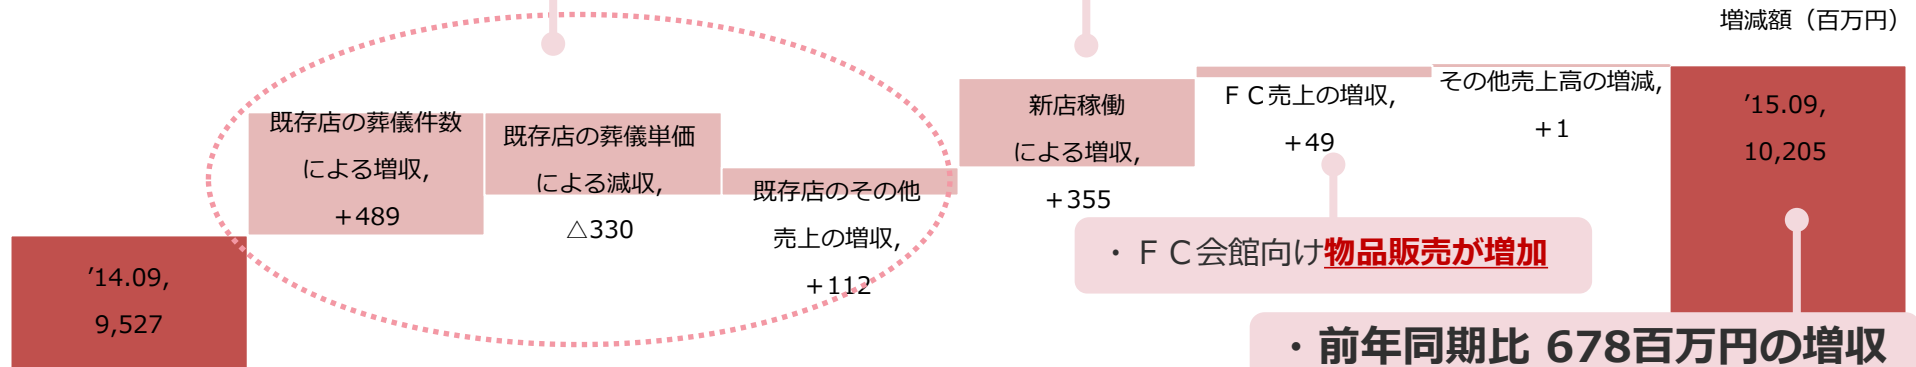 増減額（百万円）
’14.09,
9,527
既存店の葬儀件数
による増収,
+489
既存店の葬儀単価
による減収,
△330
既存店のその他
売上の増収,
+112
新店稼働
による増収,
+355
ＦＣ売上の増収,
+49
その他売上高の増減,
+1
’15.09,
10,205
・ＦＣ会館向け物品販売が増加
・前年同期比 678百万円の増収